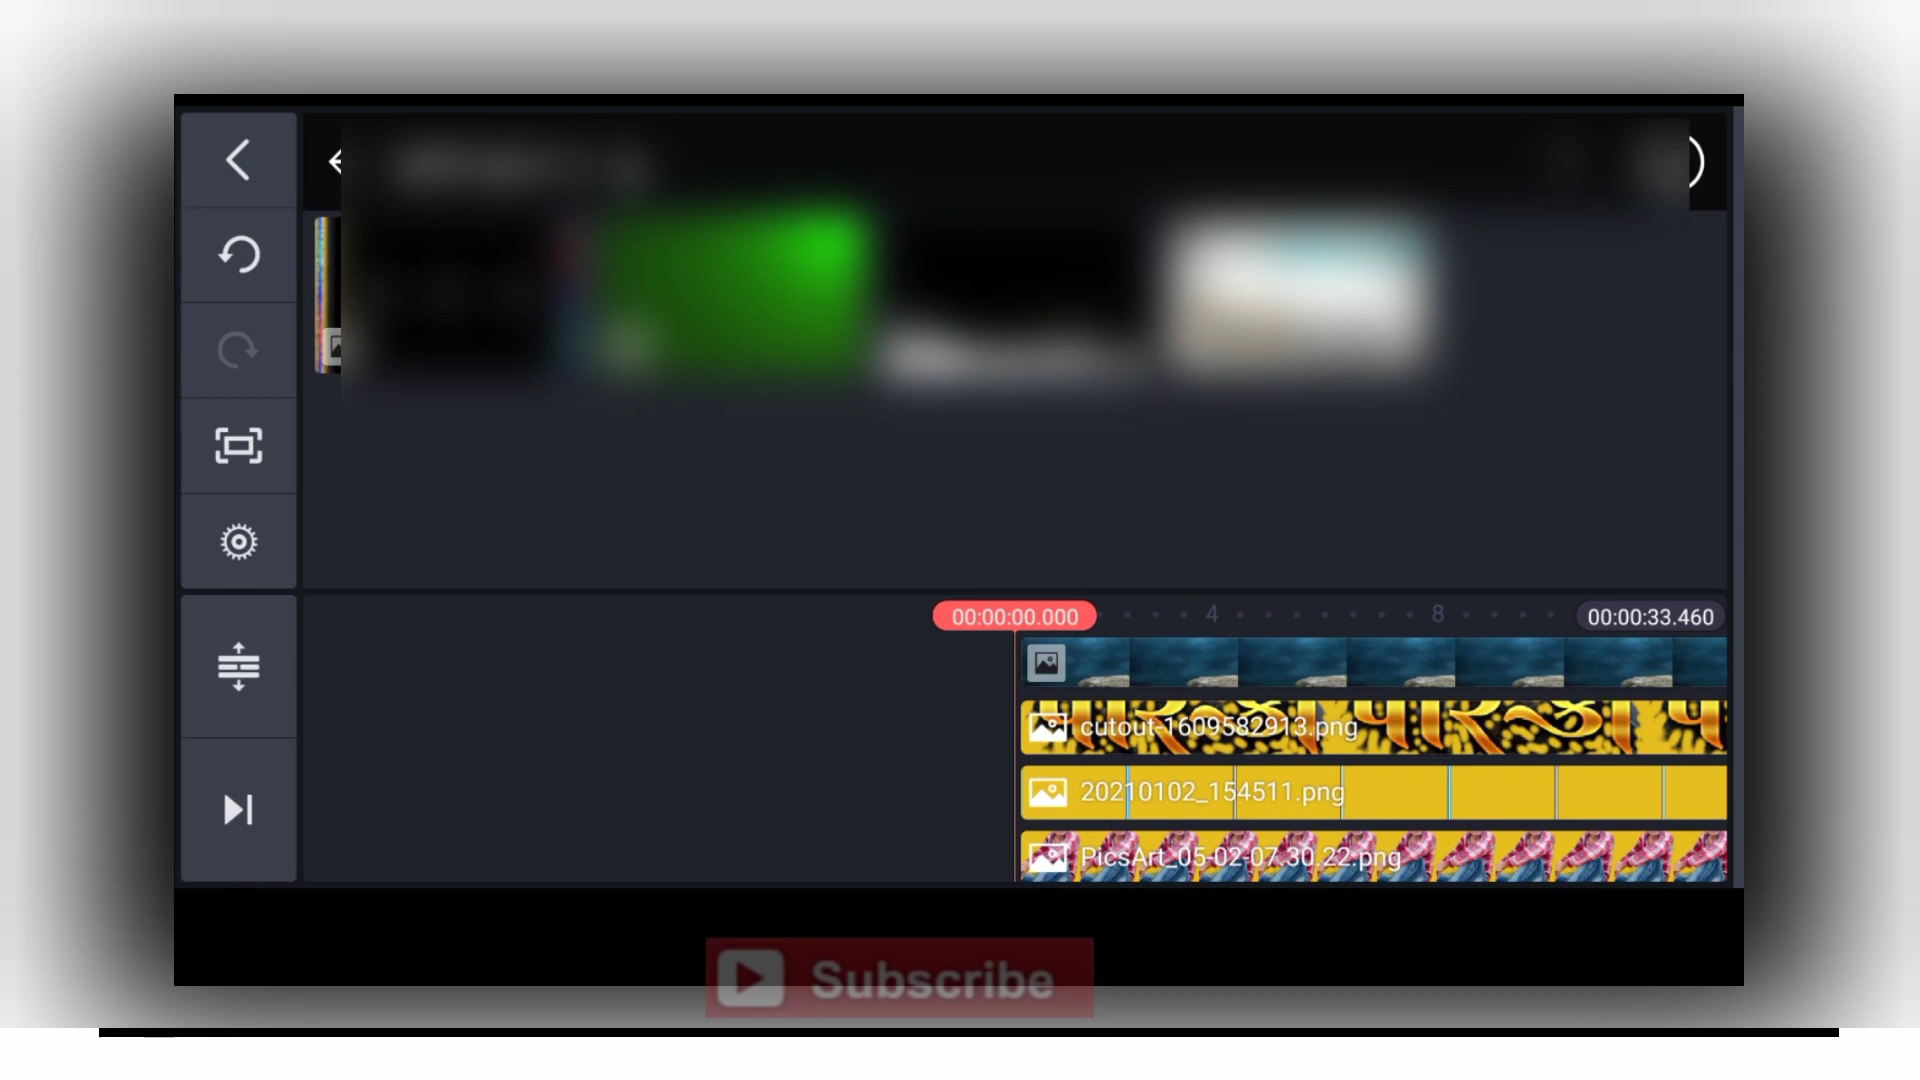 00:00:00.000 4 8 00:00:33.460
cutout-1609582913.png
20210102_154511.png
PicsArt_05-02-07.30.22.png
Subscribe